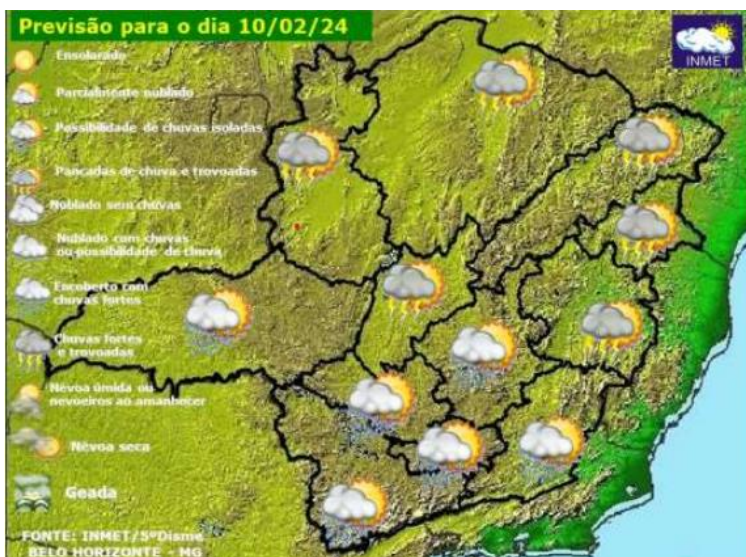 Previsão para o dia 10/02/24
INMET
Ensolarado
Parcialmente nublado
Possibilidade de chuvas isoladas
Pancadas de chuva e trovoadas
Nublado sem chuvas
Nublado com chuvas
ou possibilidade de chuva
Encoberto com
chuvas fortes
Chuvas fortes
e trovoadas
Névoa úmida ou
nevoeiros ao amanhecer
Névoa seca
Geada
FONTE: INMET/5ºDisme
BELO HORIZONTE - MG